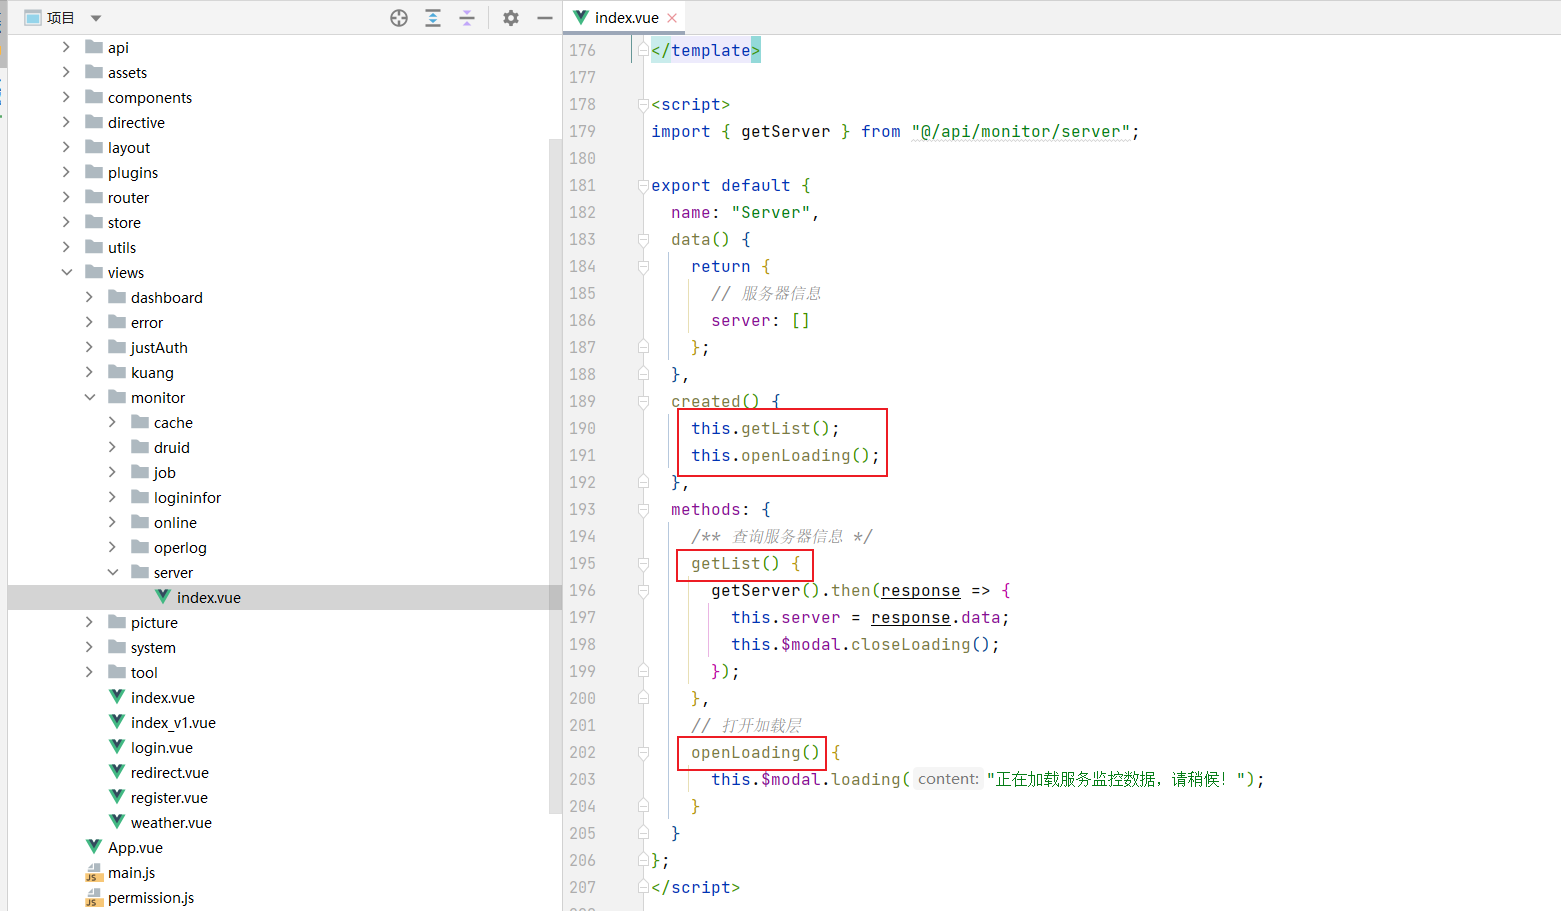 项目
api
assets
components
directive
layout
plugins
router
store
utils
views
dashboard
error
justAuth
kuang
monitor
cache
druid
job
logininfor
online
operlog
server
index.vue
picture
system
tool
index.vue
index_v1.vue
login.vue
redirect.vue
register.vue
weather.vue
App.vue
JS main.js
JS permission.js
index.vue
176 </template>
177
178 <script>
179 import { getServer } from "@/api/monitor/server";
180
181 export default {
182 name: "Server",
183 data() {
184 return {
185 // 服务器信息
186 server: []
187 };
188 },
189 created() {
190 this.getList();
191 this.openLoading();
192 },
193 methods: {
194 /** 查询服务器信息 */
195 getList() {
196 getServer().then(response => {
197 this.server = response.data;
198 this.$modal.closeLoading();
199 });
200 },
201 // 打开加载层
202 openLoading() {
203 this.$modal.loading( content: "正在加载服务监控数据，请稍候！");
204 }
205 }
206 };
207 </script>